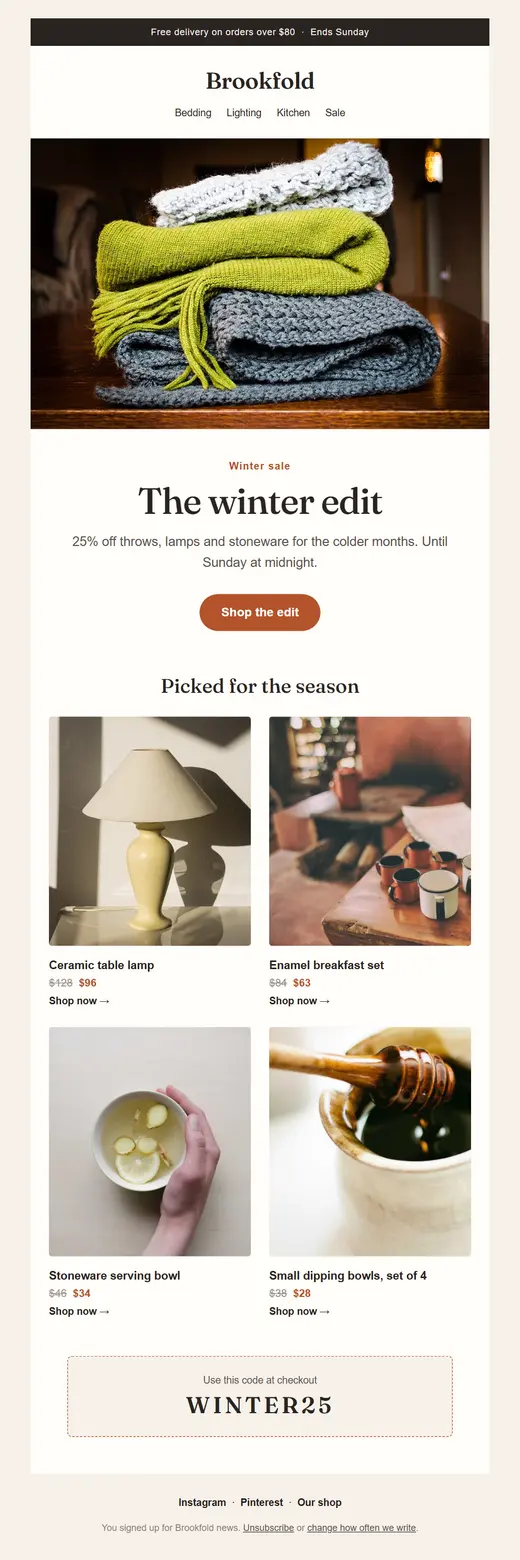 Free delivery on orders over $80 · Ends Sunday
Brookfold
Bedding Lighting Kitchen Sale
Winter sale
The winter edit
25% off throws, lamps and stoneware for the colder months. Until
Sunday at midnight.
Shop the edit
Picked for the season
Ceramic table lamp
$128 $96
Shop now →
Enamel breakfast set
$84 $63
Shop now →
Stoneware serving bowl
$46 $34
Shop now →
Small dipping bowls, set of 4
$38 $28
Shop now →
Use this code at checkout
WINTER25
Instagram · Pinterest · Our shop
You signed up for Brookfold news. Unsubscribe or change how often we write.